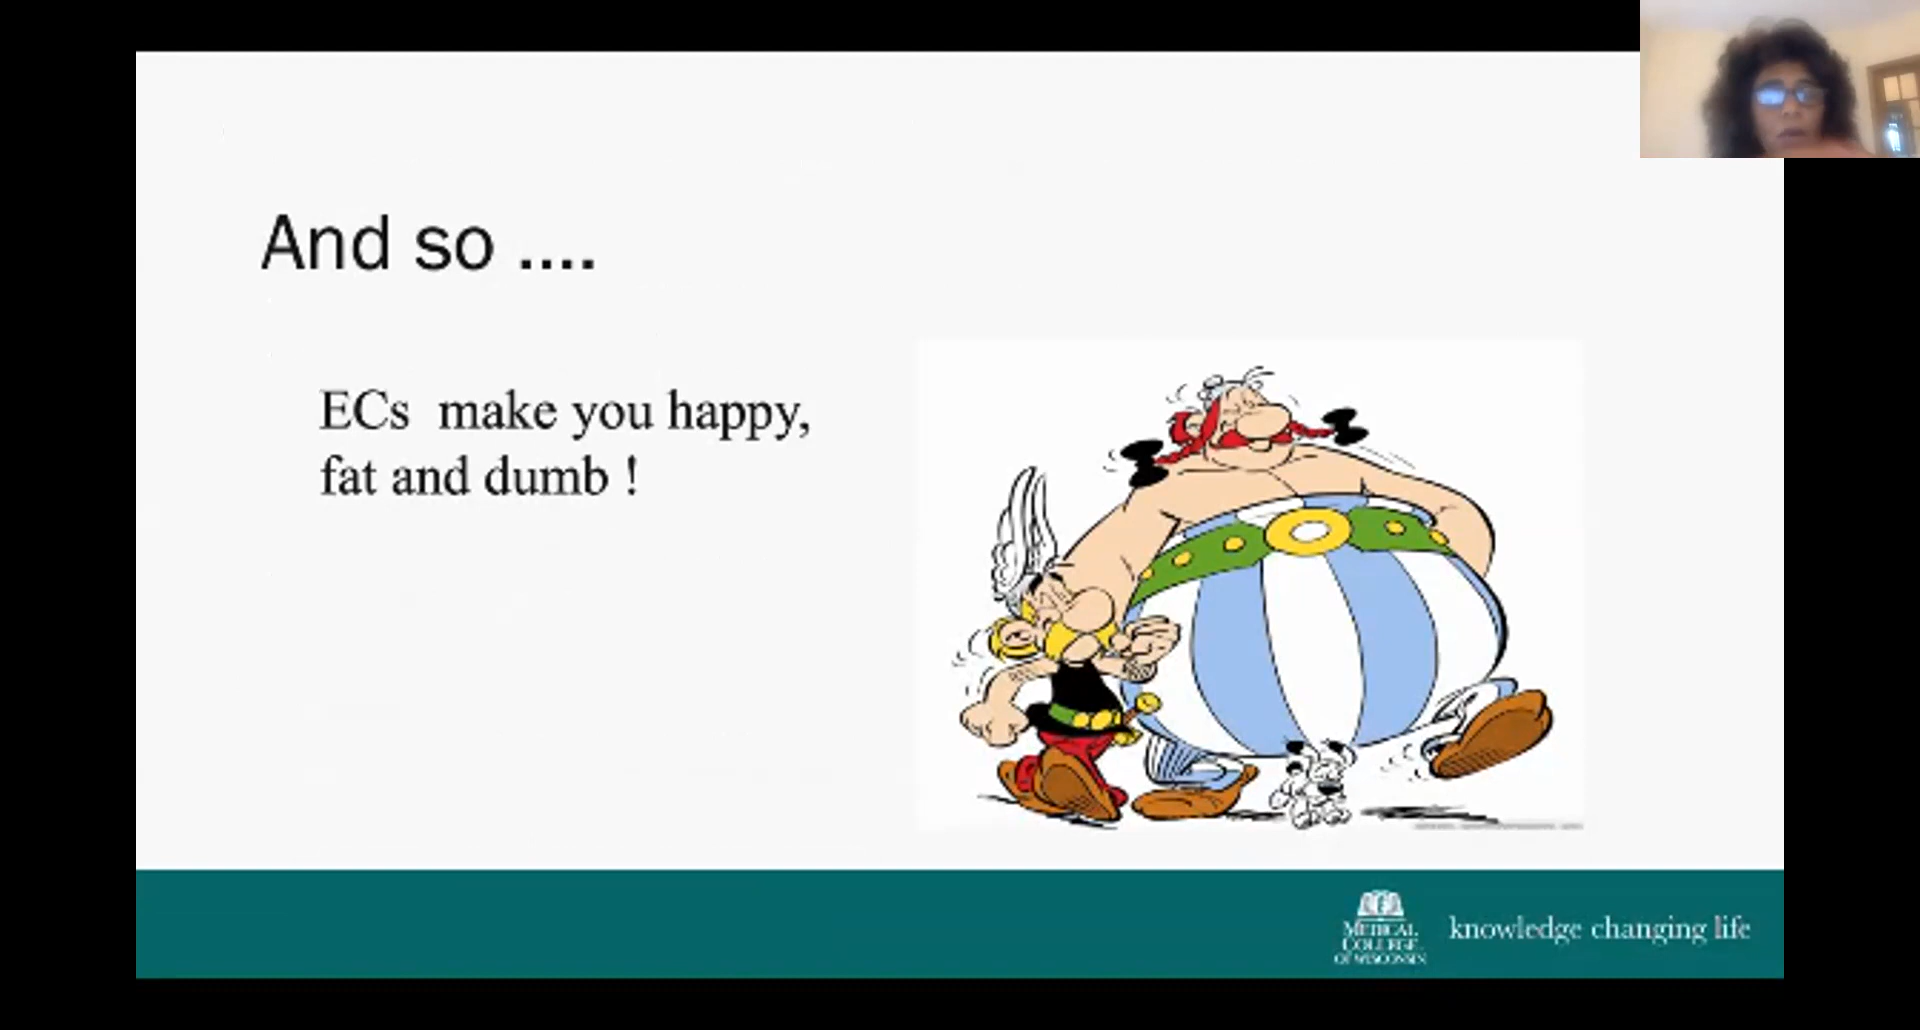 And so ....
ECs make you happy,
fat and dumb !
MEDICAL
COLLEGE
OF WISCONSIN
knowledge changing life